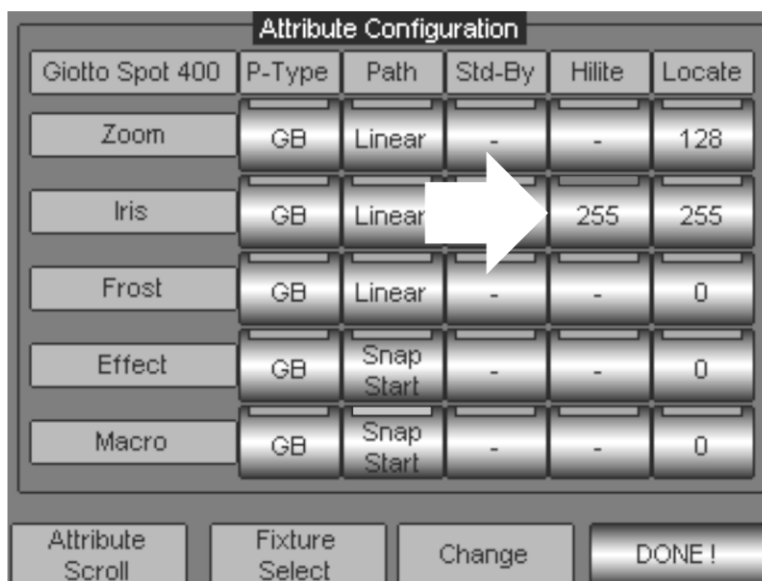 Attribute Configuration
Giotto Spot 400 P-Type Path Std-By Hilite Locate
Zoom GB Linear - - 128
Iris GB Linear 255 255
Frost GB Linear - - 0
Effect GB Snap Start - - 0
Macro GB Snap Start - - 0
Attribute Scroll Fixture Select Change DONE !